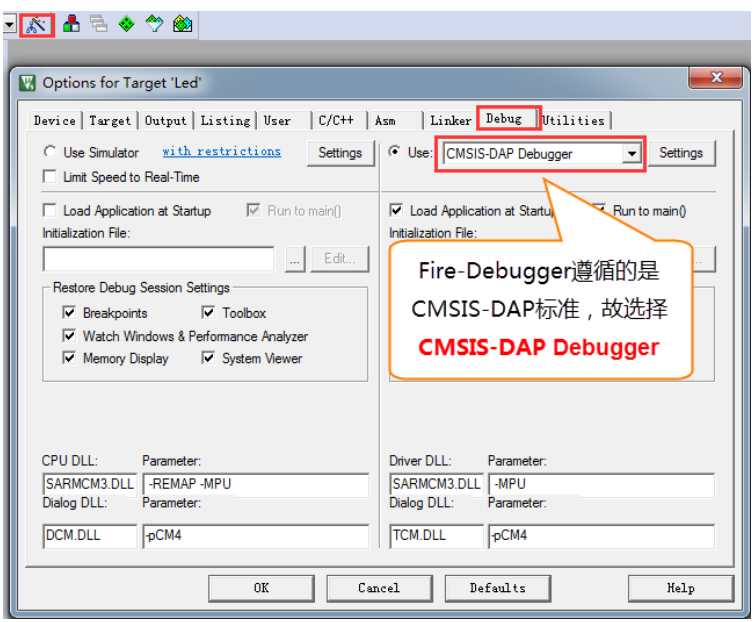 Options for Target 'Led'
Device Target Output Listing User C/C++ Asm Linker Debug Utilities
Use Simulator with restrictions Settings
Use: CMSIS-DAP Debugger Settings
Limit Speed to Real-Time
Load Application at Startup Run to main()
Load Application at Startup Run to main()
Initialization File:
Initialization File:
... Edit...
Restore Debug Session Settings
Breakpoints Toolbox
Watch Windows & Performance Analyzer
Memory Display System Viewer
Fire-Debugger遵循的是
CMSIS-DAP标准，故选择
CMSIS-DAP Debugger
CPU DLL: Parameter:
SARMCM3.DLL -REMAP -MPU
Dialog DLL: Parameter:
DCM.DLL -pCM4
Driver DLL: Parameter:
SARMCM3.DLL -MPU
Dialog DLL: Parameter:
TCM.DLL -pCM4
OK Cancel Defaults Help